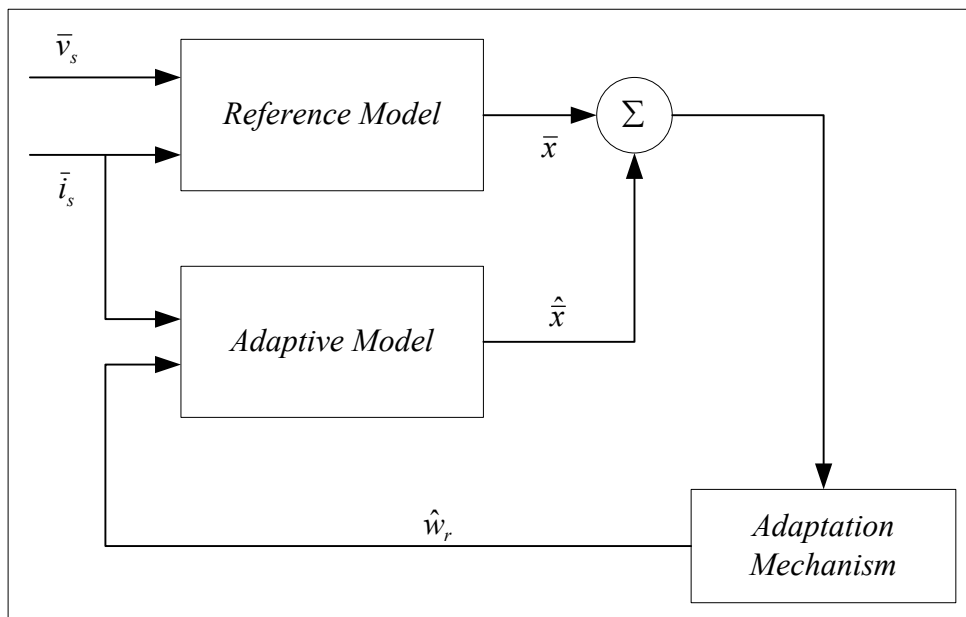 v̄ₛ
Reference Model
Σ
x̄
īₛ
x̄̂
Adaptive Model
ŵᵣ
Adaptation
Mechanism